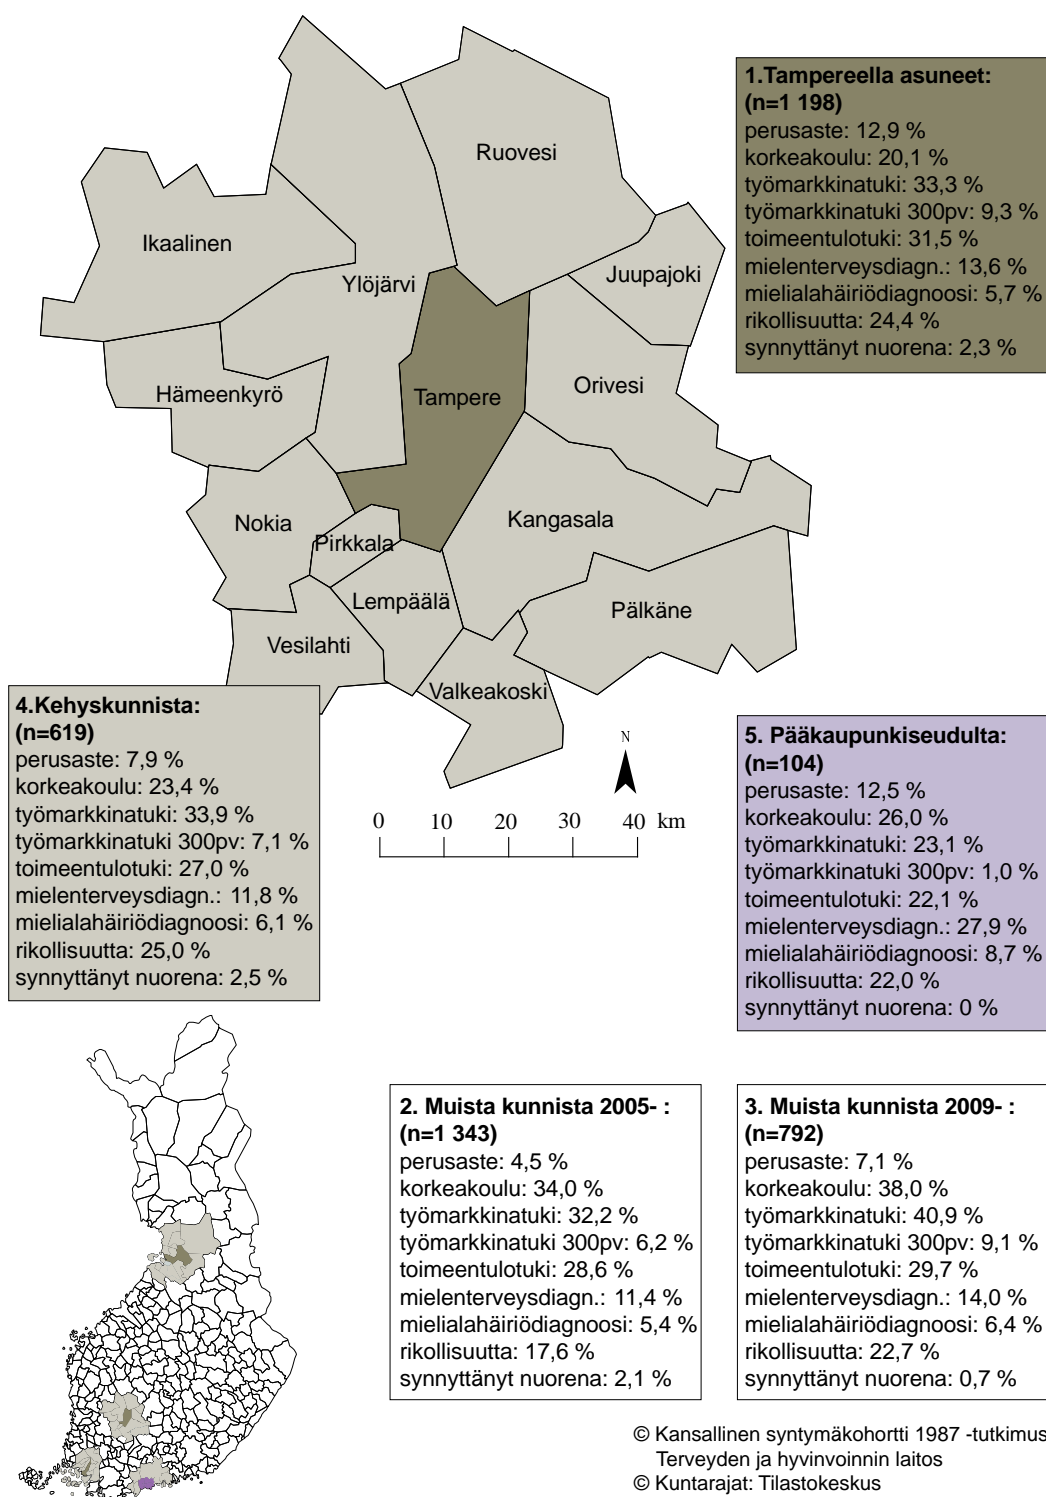 Ruovesi
Ikaalinen
Juupajoki
Ylöjärvi
Hämeenkyrö
Tampere
Orivesi
Nokia
Pirkkala
Kangasala
Lempäälä
Pälkäne
Vesilahti
Valkeakoski
1.Tampereella asuneet:
(n=1 198)
perusaste: 12,9 %
korkeakoulu: 20,1 %
työmarkkinatuki: 33,3 %
työmarkkinatuki 300pv: 9,3 %
toimeentulotuki: 31,5 %
mielenterveysdiagn.: 13,6 %
mielialahäiriödiagnoosi: 5,7 %
rikollisuutta: 24,4 %
synnyttänyt nuorena: 2,3 %
4.Kehyskunnista:
(n=619)
perusaste: 7,9 %
korkeakoulu: 23,4 %
työmarkkinatuki: 33,9 %
työmarkkinatuki 300pv: 7,1 %
toimeentulotuki: 27,0 %
mielenterveysdiagn.: 11,8 %
mielialahäiriödiagnoosi: 6,1 %
rikollisuutta: 25,0 %
synnyttänyt nuorena: 2,5 %
N
0 10 20 30 40 km
5. Pääkaupunkiseudulta:
(n=104)
perusaste: 12,5 %
korkeakoulu: 26,0 %
työmarkkinatuki: 23,1 %
työmarkkinatuki 300pv: 1,0 %
toimeentulotuki: 22,1 %
mielenterveysdiagn.: 27,9 %
mielialahäiriödiagnoosi: 8,7 %
rikollisuutta: 22,0 %
synnyttänyt nuorena: 0 %
2. Muista kunnista 2005- :
(n=1 343)
perusaste: 4,5 %
korkeakoulu: 34,0 %
työmarkkinatuki: 32,2 %
työmarkkinatuki 300pv: 6,2 %
toimeentulotuki: 28,6 %
mielenterveysdiagn.: 11,4 %
mielialahäiriödiagnoosi: 5,4 %
rikollisuutta: 17,6 %
synnyttänyt nuorena: 2,1 %
3. Muista kunnista 2009- :
(n=792)
perusaste: 7,1 %
korkeakoulu: 38,0 %
työmarkkinatuki: 40,9 %
työmarkkinatuki 300pv: 9,1 %
toimeentulotuki: 29,7 %
mielenterveysdiagn.: 14,0 %
mielialahäiriödiagnoosi: 6,4 %
rikollisuutta: 22,7 %
synnyttänyt nuorena: 0,7 %
© Kansallinen syntymäkohortti 1987 -tutkimus
Terveyden ja hyvinvoinnin laitos
© Kuntarajat: Tilastokeskus